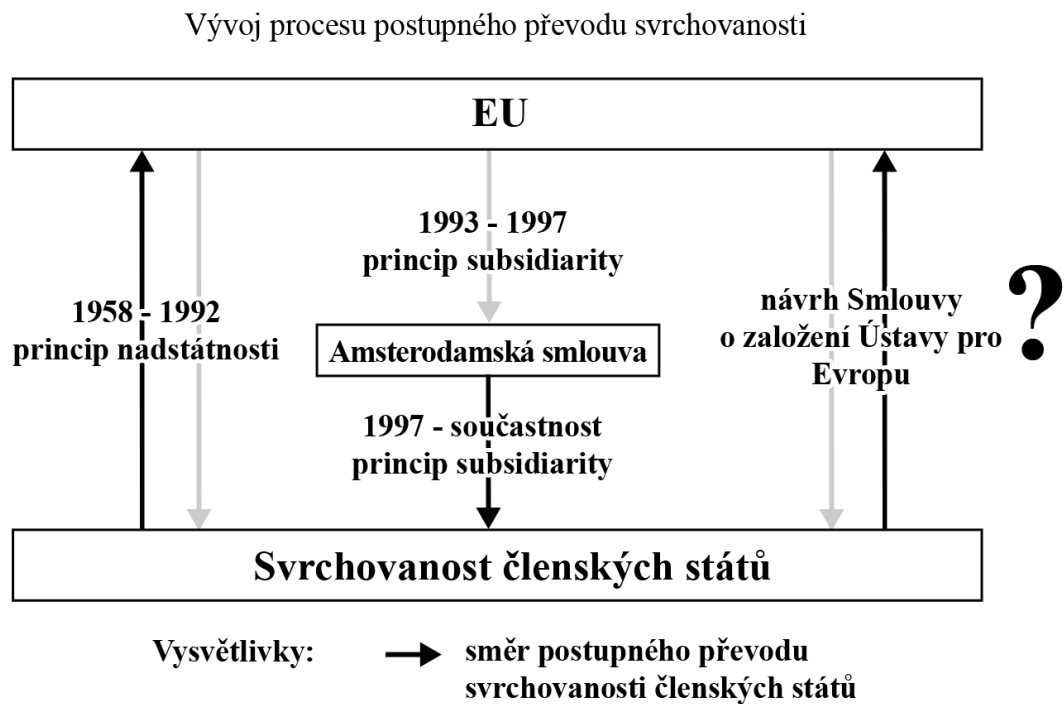 Vývoj procesu postupného převodu svrchovanosti
EU
1958 - 1992
princip nadstátnosti
1993 - 1997
princip subsidiarity
Amsterodamská smlouva
1997 - součastnost
princip subsidiarity
návrh Smlouvy
o založení Ústavy pro
Evropu
?
Svrchovanost členských států
Vysvětlivky:
směr postupného převodu
svrchovanosti členských států